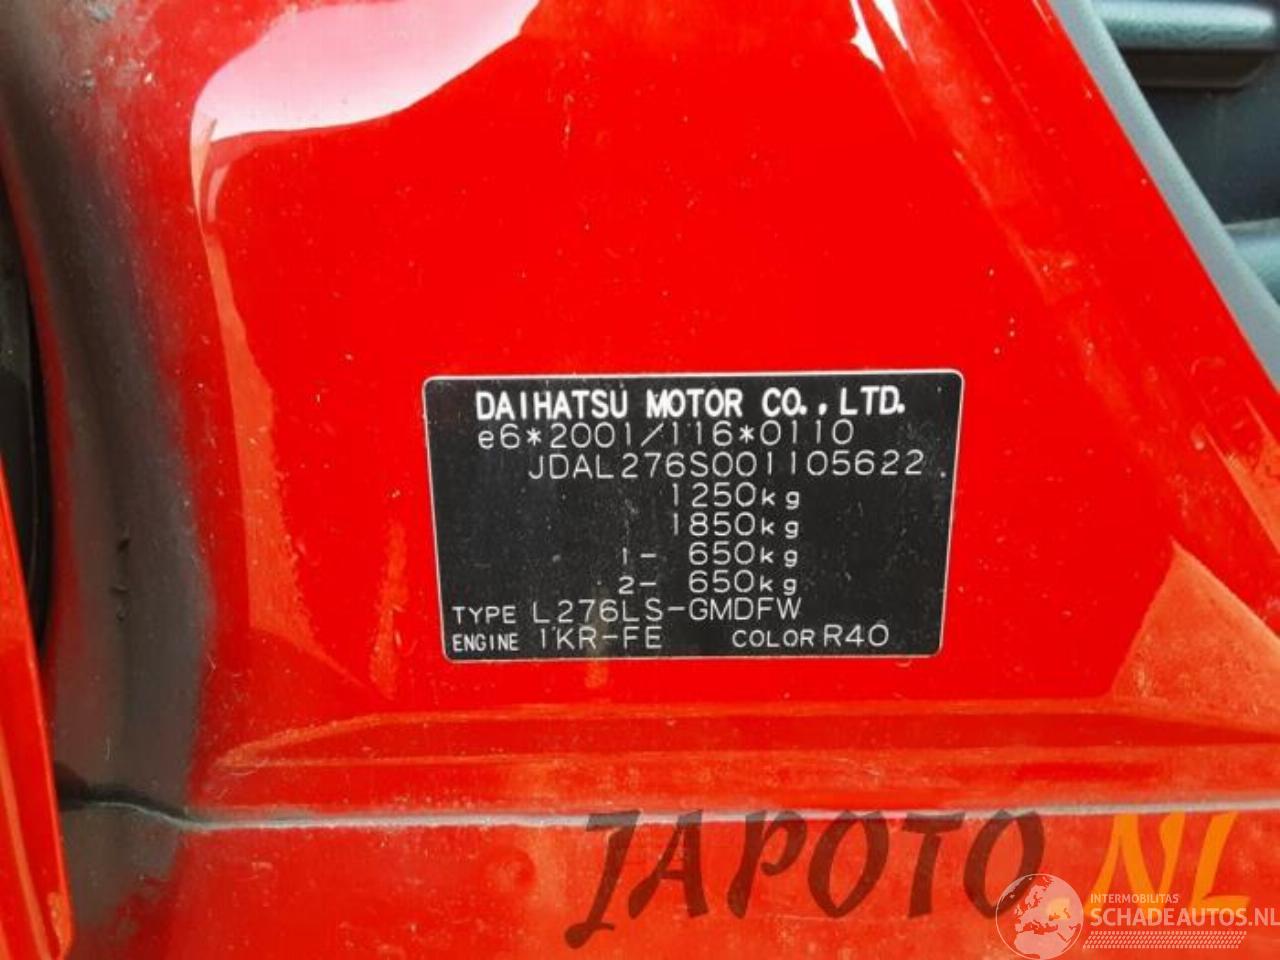 DAIHATSU MOTOR CO.,LTD.
e6*2001/116*0110
JDAL276S001105622
1250kg
1850kg
1- 650kg
2- 650kg
TYPE L276LS-GMDFW
ENGINE 1KR-FE COLOR R40
JAPOTO NL
INTERMOBILITAS
SCHADEAUTOS.NL